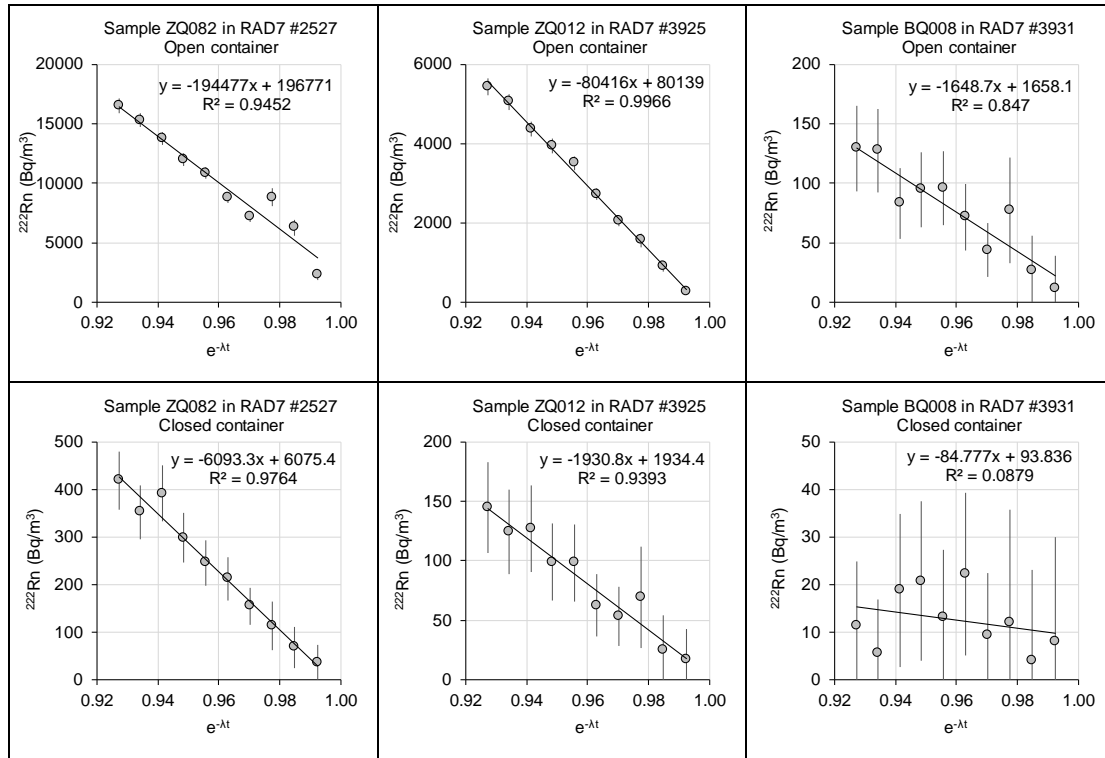 Sample ZQ082 in RAD7 #2527
Open container
y = -194477x + 196771
R² = 0.9452
²²²Rn (Bq/m³)
20000
15000
10000
5000
0
0.92 0.94 0.96 0.98 1.00
e^-λt
Sample ZQ012 in RAD7 #3925
Open container
y = -80416x + 80139
R² = 0.9966
²²²Rn (Bq/m³)
6000
4000
2000
0
0.92 0.94 0.96 0.98 1.00
e^-λt
Sample BQ008 in RAD7 #3931
Open container
y = -1648.7x + 1658.1
R² = 0.847
²²²Rn (Bq/m³)
200
150
100
50
0
0.92 0.94 0.96 0.98 1.00
e^-λt
Sample ZQ082 in RAD7 #2527
Closed container
y = -6093.3x + 6075.4
R² = 0.9764
²²²Rn (Bq/m³)
500
400
300
200
100
0
0.92 0.94 0.96 0.98 1.00
e^-λt
Sample ZQ012 in RAD7 #3925
Closed container
y = -1930.8x + 1934.4
R² = 0.9393
²²²Rn (Bq/m³)
200
150
100
50
0
0.92 0.94 0.96 0.98 1.00
e^-λt
Sample BQ008 in RAD7 #3931
Closed container
y = -84.777x + 93.836
R² = 0.0879
²²²Rn (Bq/m³)
50
40
30
20
10
0
0.92 0.94 0.96 0.98 1.00
e^-λt